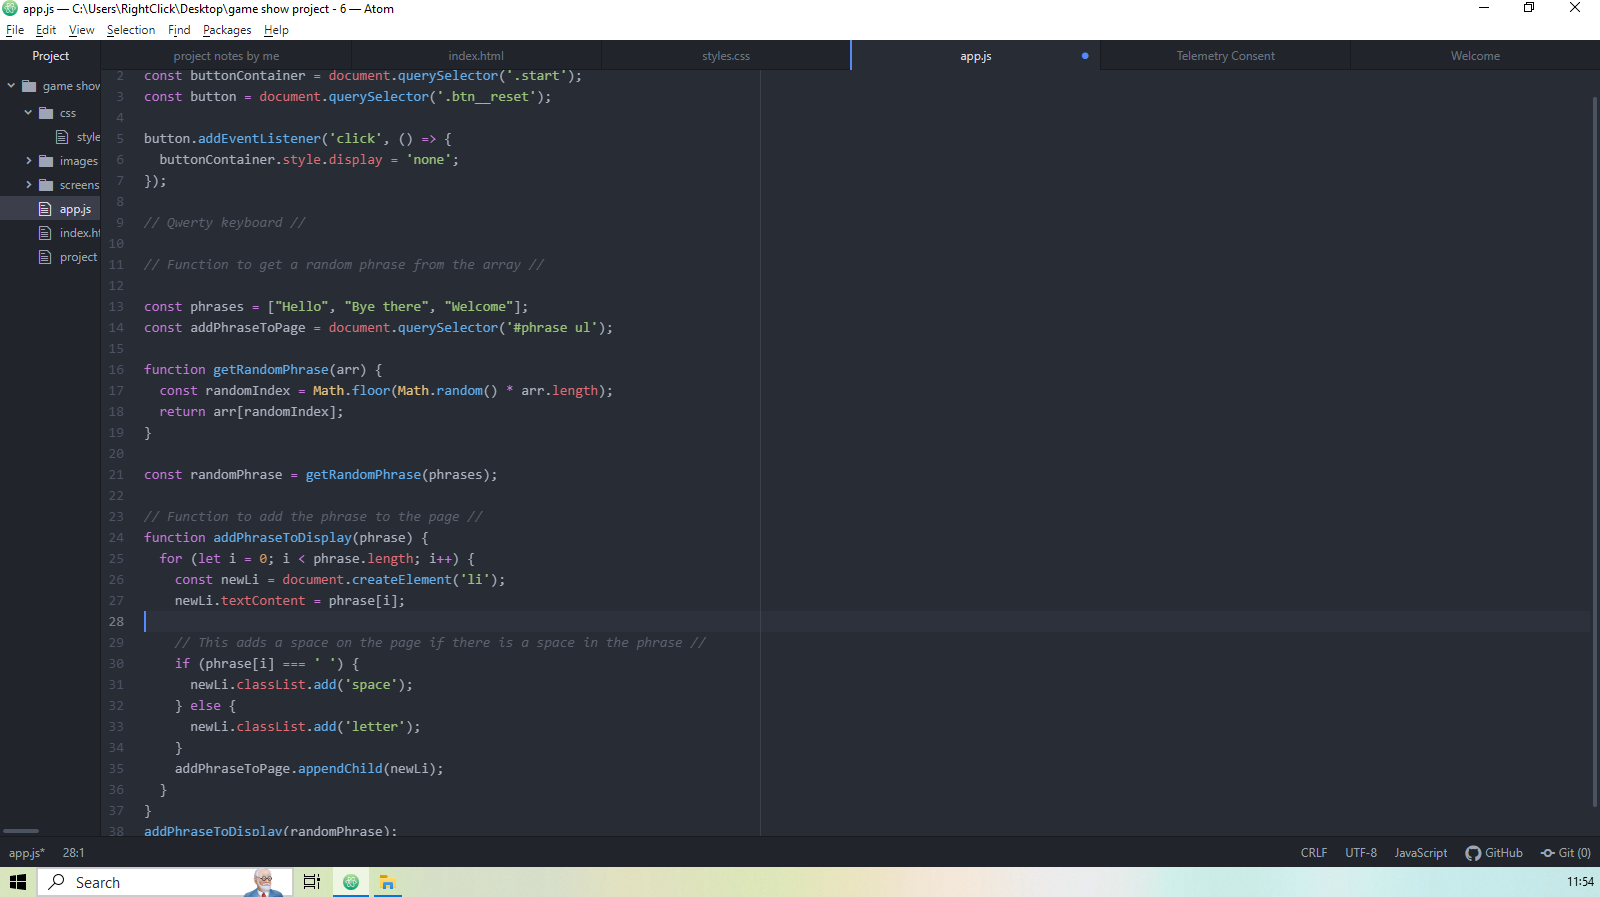 app.js — C:\Users\RightClick\Desktop\game show project - 6 — Atom
File Edit View Selection Find Packages Help
Project
project notes by me
index.html
styles.css
app.js
Telemetry Consent
Welcome
game show
css
style
images
screens
app.js
index.ht
project
2 const buttonContainer = document.querySelector('.start');
3 const button = document.querySelector('.btn__reset');
4
5 button.addEventListener('click', () => {
6   buttonContainer.style.display = 'none';
7 });
8
9 // Qwerty keyboard //
10
11 // Function to get a random phrase from the array //
12
13 const phrases = ["Hello", "Bye there", "Welcome"];
14 const addPhraseToPage = document.querySelector('#phrase ul');
15
16 function getRandomPhrase(arr) {
17   const randomIndex = Math.floor(Math.random() * arr.length);
18   return arr[randomIndex];
19 }
20
21 const randomPhrase = getRandomPhrase(phrases);
22
23 // Function to add the phrase to the page //
24 function addPhraseToDisplay(phrase) {
25   for (let i = 0; i < phrase.length; i++) {
26     const newLi = document.createElement('li');
27     newLi.textContent = phrase[i];
28
29     // This adds a space on the page if there is a space in the phrase //
30     if (phrase[i] === ' ') {
31       newLi.classList.add('space');
32     } else {
33       newLi.classList.add('letter');
34     }
35     addPhraseToPage.appendChild(newLi);
36   }
37 }
38 addPhraseToDisplay(randomPhrase);
app.js* 28:1
CRLF UTF-8 JavaScript GitHub Git (0)
Search
11:54